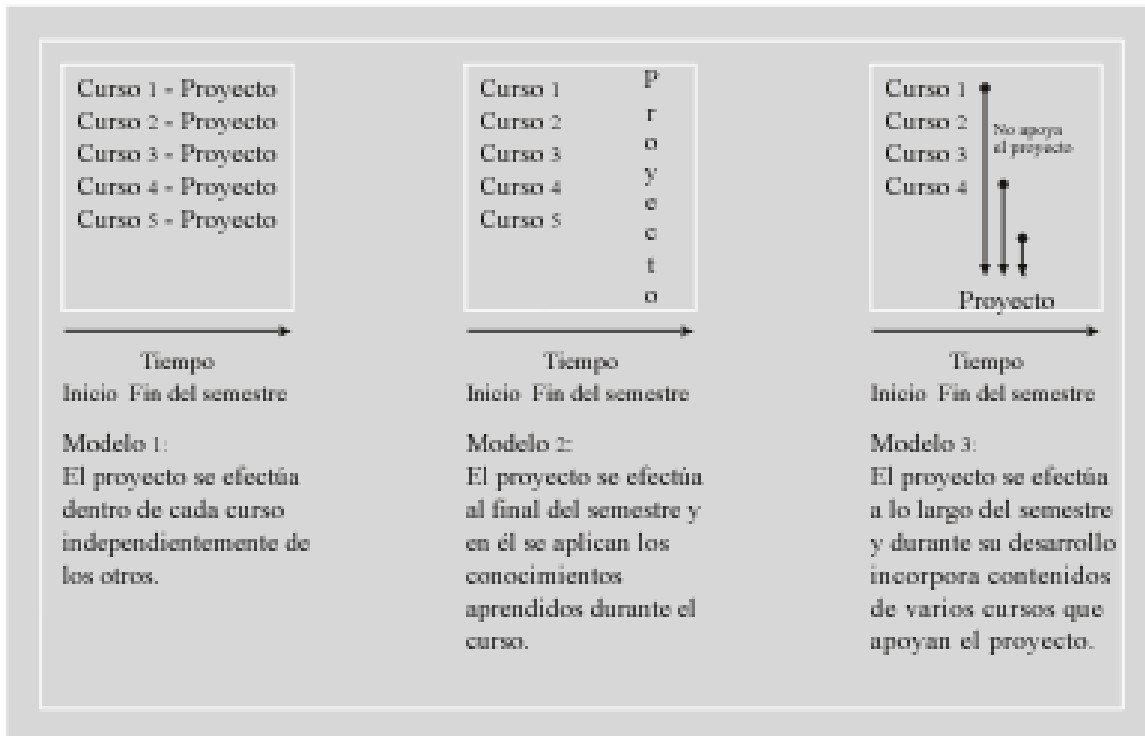 Curso 1 - Proyecto
Curso 2 - Proyecto
Curso 3 - Proyecto
Curso 4 - Proyecto
Curso 5 - Proyecto
Tiempo
Inicio Fin del semestre
Modelo 1:
El proyecto se efectúa
dentro de cada curso
independientemente de
los otros.
Curso 1
Curso 2
Curso 3
Curso 4
Curso 5
Proyecto
Tiempo
Inicio Fin del semestre
Modelo 2:
El proyecto se efectúa
al final del semestre y
en él se aplican los
conocimientos
aprendidos durante el
curso.
Curso 1
Curso 2
Curso 3
Curso 4
No apoya
el proyecto
Proyecto
Tiempo
Inicio Fin del semestre
Modelo 3:
El proyecto se efectúa
a lo largo del semestre
y durante su desarrollo
incorpora contenidos
de varios cursos que
apoyan el proyecto.